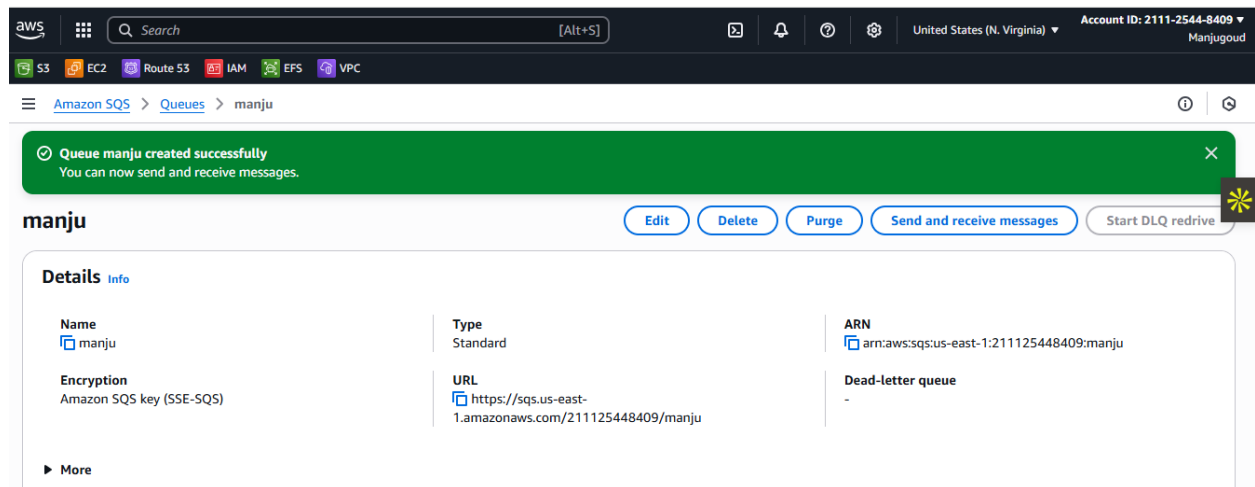 aws Search [Alt+S] United States (N. Virginia) ▼ Account ID: 2111-2544-8409 ▼
Manjugoud
S3 EC2 Route 53 IAM EFS VPC
Amazon SQS > Queues > manju
Queue manju created successfully
You can now send and receive messages.
manju Edit Delete Purge Send and receive messages Start DLQ redrive
Details Info
Name Type ARN
manju Standard arn:aws:sqs:us-east-1:211125448409:manju
Encryption URL Dead-letter queue
Amazon SQS key (SSE-SQS) https://sqs.us-east- -
1.amazonaws.com/211125448409/manju
More